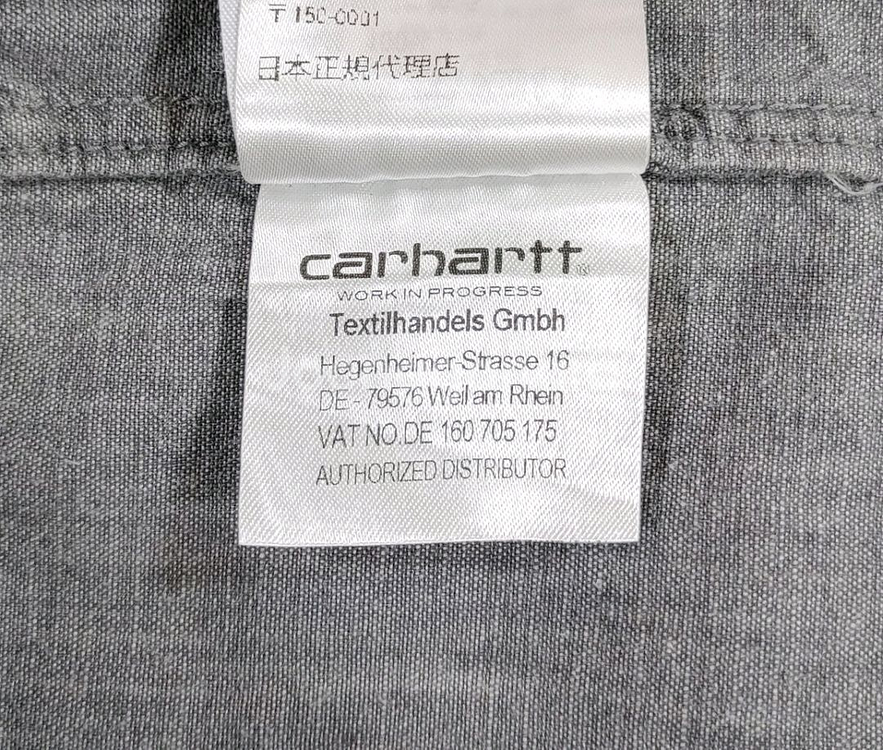 〒150-0001
日本正規代理店
carhartt®
WORK IN PROGRESS
Textilhandels Gmbh
Hegenheimer-Strasse 16
DE - 79576 Weil am Rhein
VAT NO.DE 160 705 175
AUTHORIZED DISTRIBUTOR